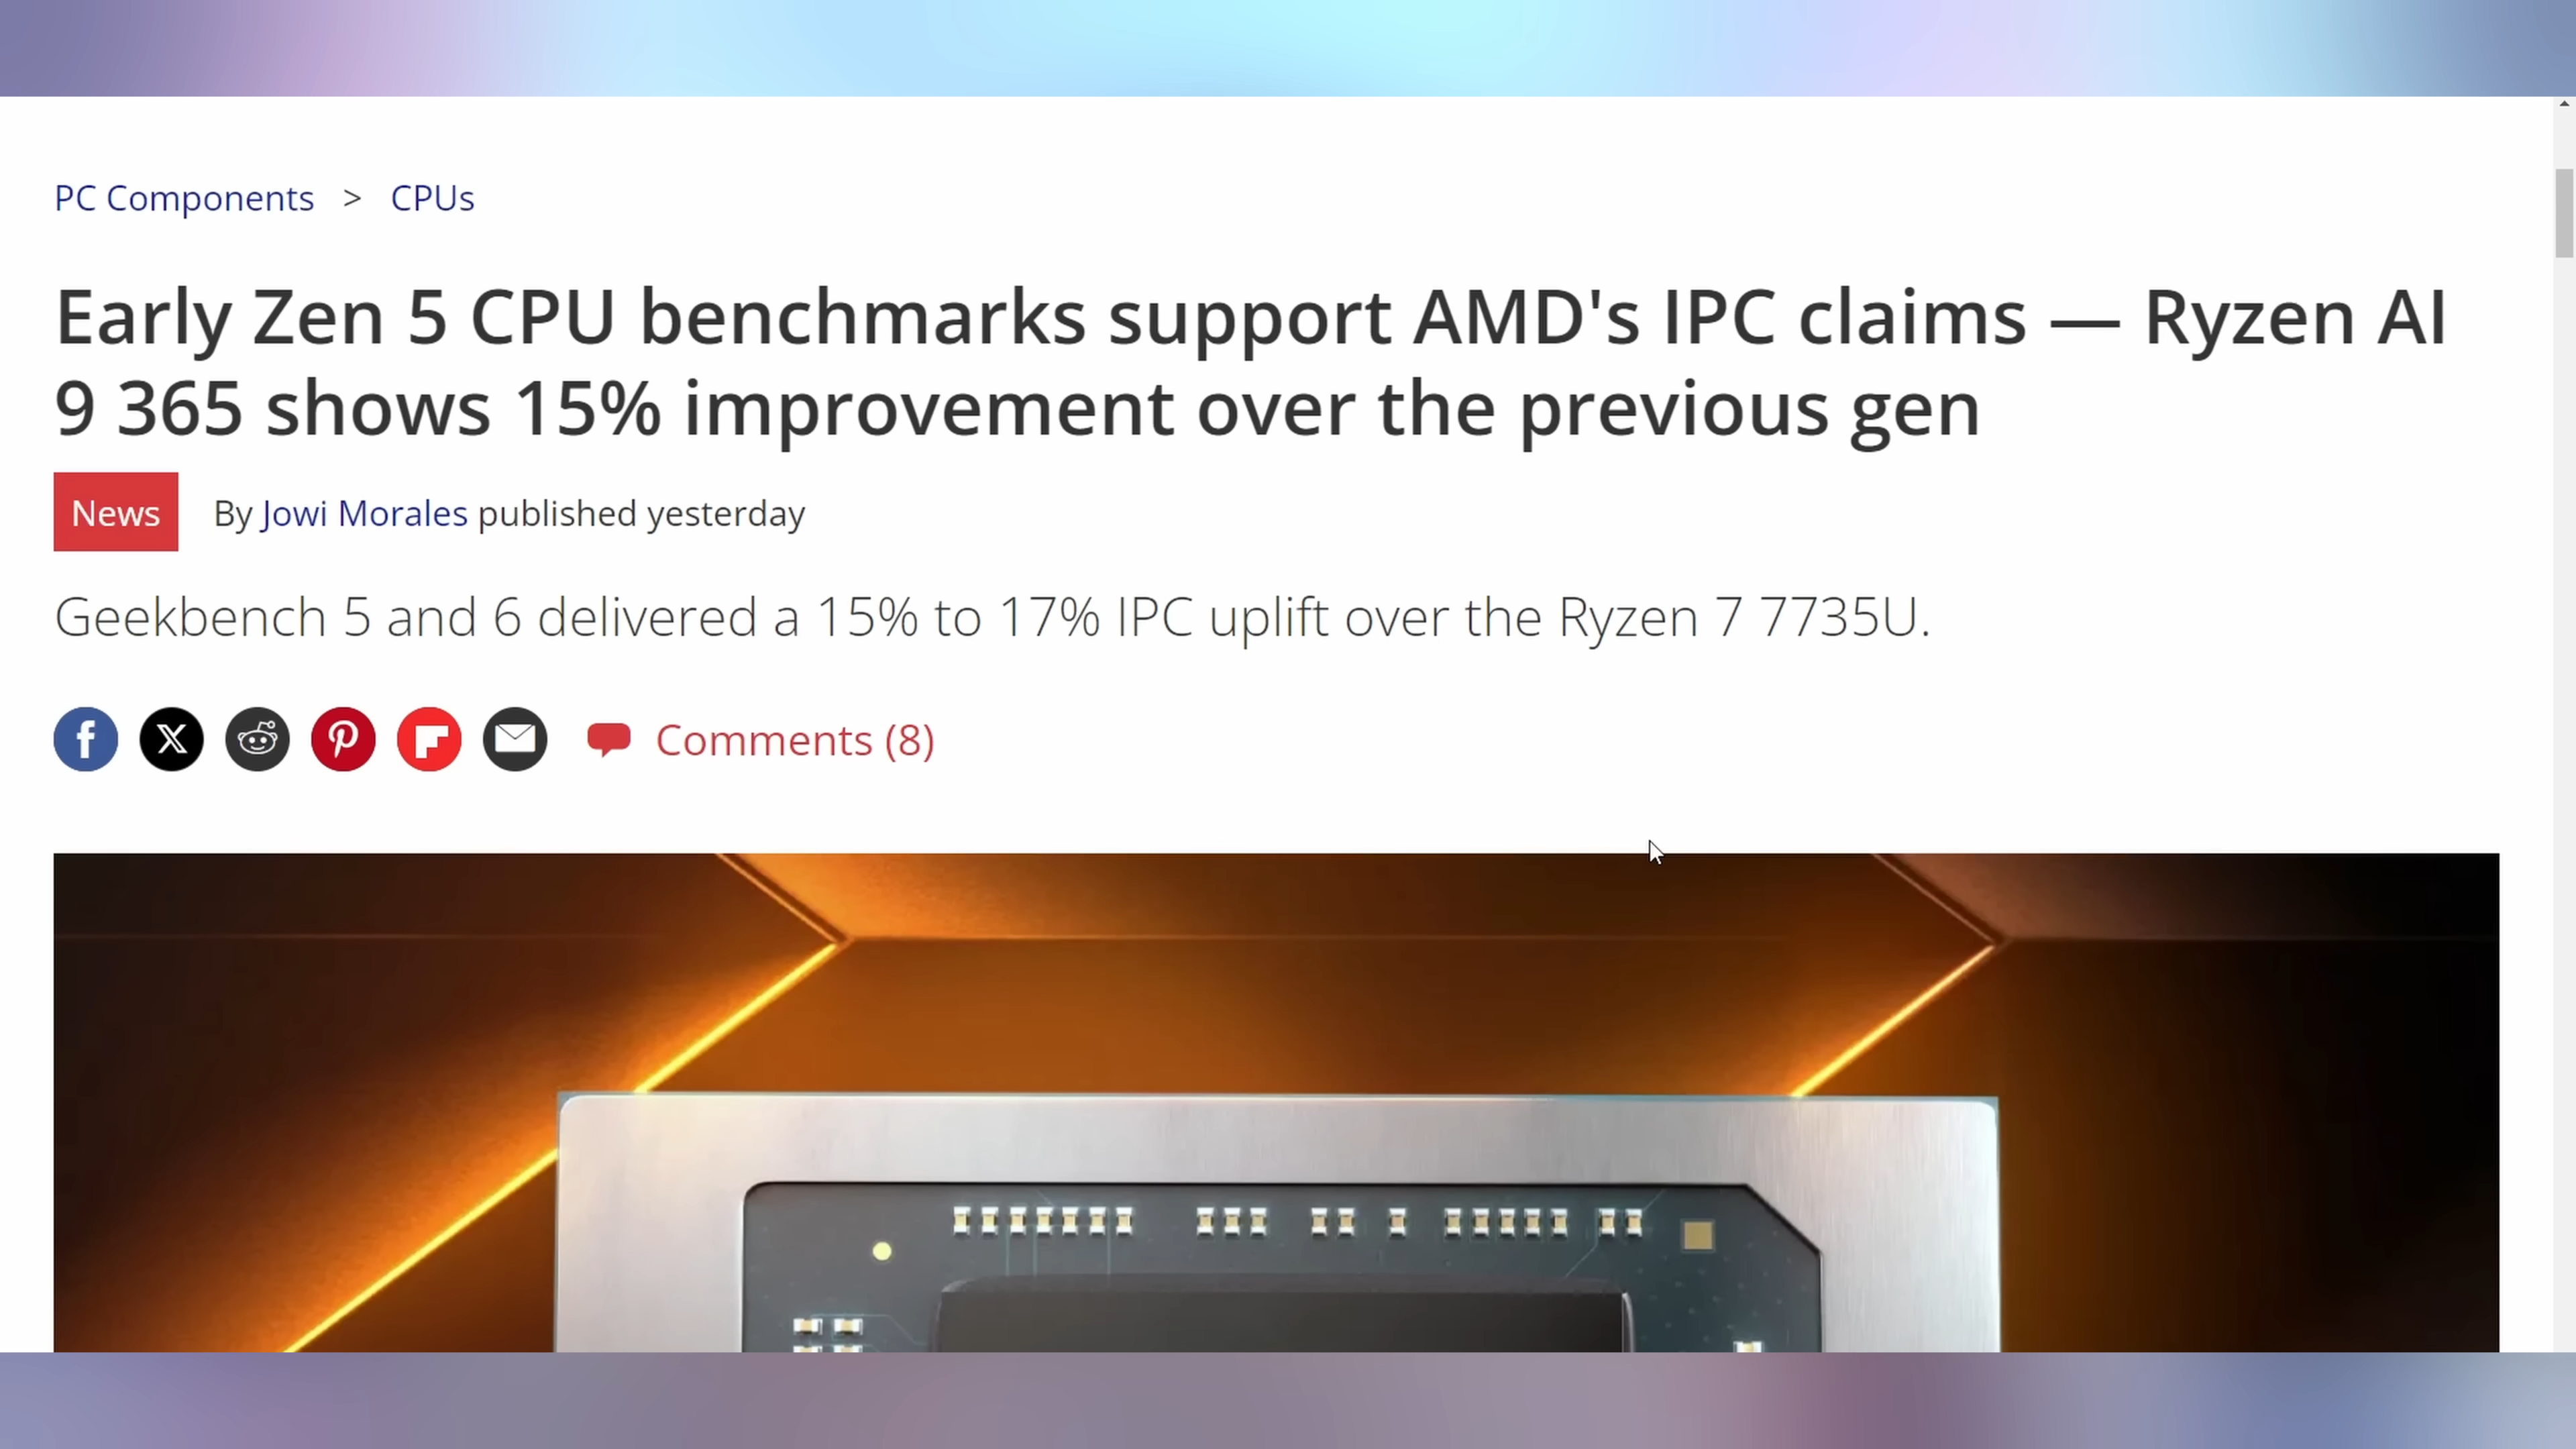 PC Components > CPUs
Early Zen 5 CPU benchmarks support AMD's IPC claims — Ryzen AI
9 365 shows 15% improvement over the previous gen
News By Jowi Morales published yesterday
Geekbench 5 and 6 delivered a 15% to 17% IPC uplift over the Ryzen 7 7735U.
Comments (8)